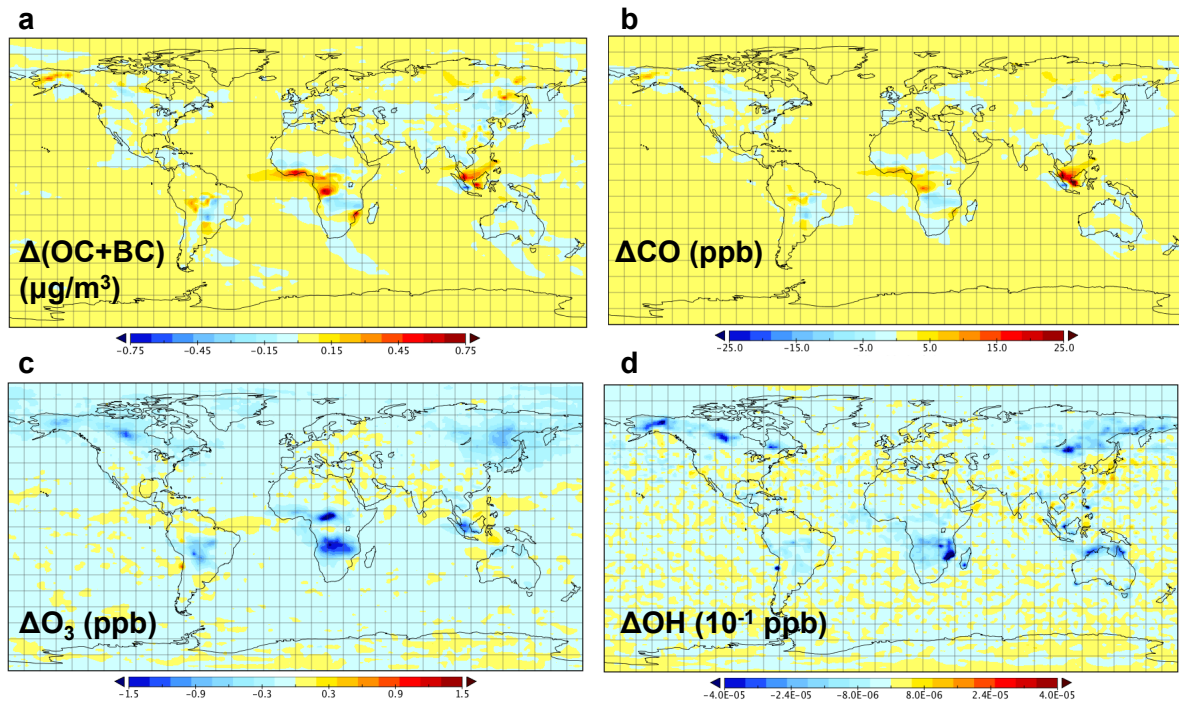 a
b
Δ(OC+BC)
(µg/m³)
ΔCO (ppb)
−0.75 −0.45 −0.15 0.15 0.45 0.75
−25.0 −15.0 −5.0 5.0 15.0 25.0
c
d
ΔO₃ (ppb)
ΔOH (10⁻¹ ppb)
−1.5 −0.9 −0.3 0.3 0.9 1.5
−4.0E−05 −2.4E−05 −8.0E−06 8.0E−06 2.4E−05 4.0E−05